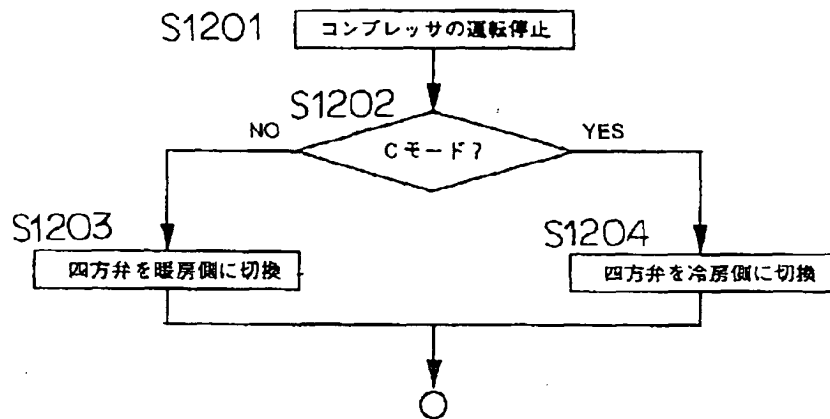 S1201
コンプレッサの運転停止
S1202
NO
YES
Cモード?
S1203
四方弁を暖房側に切換
S1204
四方弁を冷房側に切換